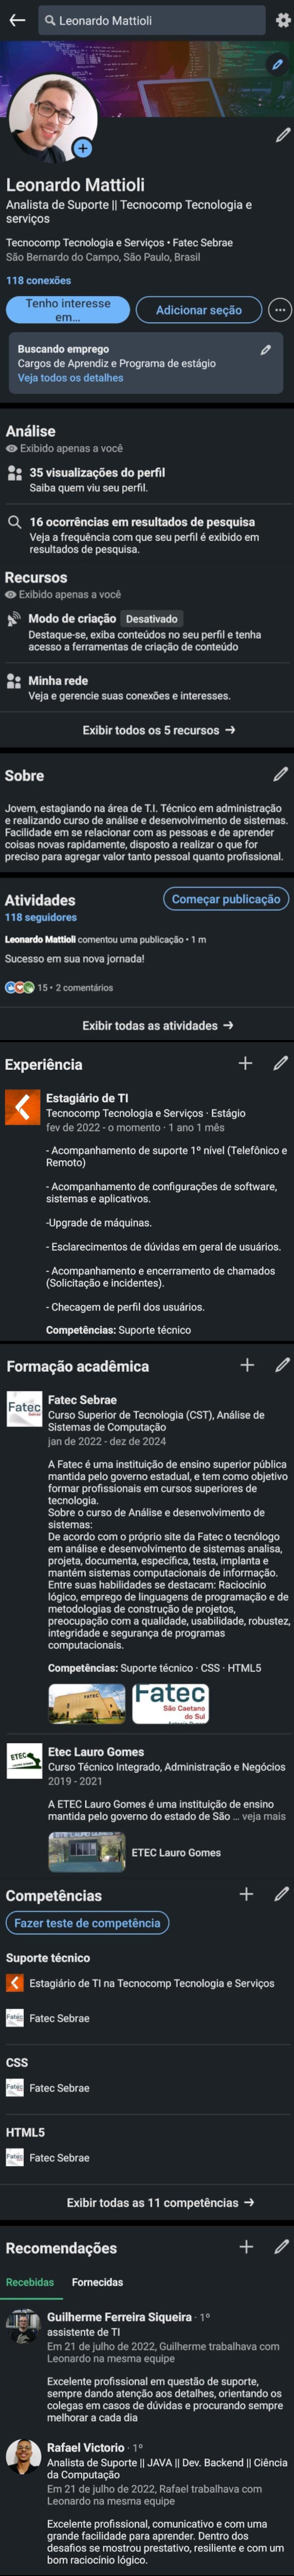 Leonardo Mattioli
Leonardo Mattioli
Analista de Suporte || Tecnocomp Tecnologia e
serviços
Tecnocomp Tecnologia e Serviços • Fatec Sebrae
São Bernardo do Campo, São Paulo, Brasil
118 conexões
Tenho interesse
em...
Adicionar seção
Buscando emprego
Cargos de Aprendiz e Programa de estágio
Veja todos os detalhes
Análise
Exibido apenas a você
35 visualizações do perfil
Saiba quem viu seu perfil.
16 ocorrências em resultados de pesquisa
Veja a frequência com que seu perfil é exibido em
resultados de pesquisa.
Recursos
Exibido apenas a você
Modo de criação Desativado
Destaque-se, exiba conteúdos no seu perfil e tenha
acesso a ferramentas de criação de conteúdo
Minha rede
Veja e gerencie suas conexões e interesses.
Exibir todos os 5 recursos →
Sobre
Jovem, estagiando na área de T.I. Técnico em administração
e realizando curso de análise e desenvolvimento de sistemas.
Facilidade em se relacionar com as pessoas e de aprender
coisas novas rapidamente, disposto a realizar o que for
preciso para agregar valor tanto pessoal quanto profissional.
Atividades
Começar publicação
118 seguidores
Leonardo Mattioli comentou uma publicação • 1 m
Sucesso em sua nova jornada!
15 • 2 comentários
Exibir todas as atividades →
Experiência
Estagiário de TI
Tecnocomp Tecnologia e Serviços · Estágio
fev de 2022 - o momento · 1 ano 1 mês
- Acompanhamento de suporte 1º nível (Telefônico e
Remoto)
- Acompanhamento de configurações de software,
sistemas e aplicativos.
-Upgrade de máquinas.
- Esclarecimentos de dúvidas em geral de usuários.
- Acompanhamento e encerramento de chamados
(Solicitação e incidentes).
- Checagem de perfil dos usuários.
Competências: Suporte técnico
Formação acadêmica
Fatec
Sebrae
Fatec Sebrae
Curso Superior de Tecnologia (CST), Análise de
Sistemas de Computação
jan de 2022 - dez de 2024
A Fatec é uma instituição de ensino superior pública
mantida pelo governo estadual, e tem como objetivo
formar profissionais em cursos superiores de
tecnologia.
Sobre o curso de Análise e desenvolvimento de
sistemas:
De acordo com o próprio site da Fatec o tecnólogo
em análise e desenvolvimento de sistemas analisa,
projeta, documenta, especifica, testa, implanta e
mantém sistemas computacionais de informação.
Entre suas habilidades se destacam: Raciocínio
lógico, emprego de linguagens de programação e de
metodologias de construção de projetos,
preocupação com a qualidade, usabilidade, robustez,
integridade e segurança de programas
computacionais.
Competências: Suporte técnico · CSS · HTML5
FATEC
Fatec
São Caetano
do Sul
ETEC
Etec Lauro Gomes
Curso Técnico Integrado, Administração e Negócios
2019 - 2021
A ETEC Lauro Gomes é uma instituição de ensino
mantida pelo governo do estado de São ... veja mais
ETEC Lauro Gomes
Competências
Fazer teste de competência
Suporte técnico
Estagiário de TI na Tecnocomp Tecnologia e Serviços
Fatec
Fatec Sebrae
CSS
Fatec
Fatec Sebrae
HTML5
Fatec
Fatec Sebrae
Exibir todas as 11 competências →
Recomendações
Recebidas Fornecidas
Guilherme Ferreira Siqueira · 1º
assistente de TI
Em 21 de julho de 2022, Guilherme trabalhava com
Leonardo na mesma equipe
Excelente profissional em questão de suporte,
sempre dando atenção aos detalhes, orientando os
colegas em casos de dúvidas e procurando sempre
melhorar a cada dia
Rafael Victorio · 1º
Analista de Suporte || JAVA || Dev. Backend || Ciência
da Computação
Em 21 de julho de 2022, Rafael trabalhava com
Leonardo na mesma equipe
Excelente profissional, comunicativo e com uma
grande facilidade para aprender. Dentro dos
desafios se mostrou prestativo, resiliente e com um
bom raciocínio lógico.